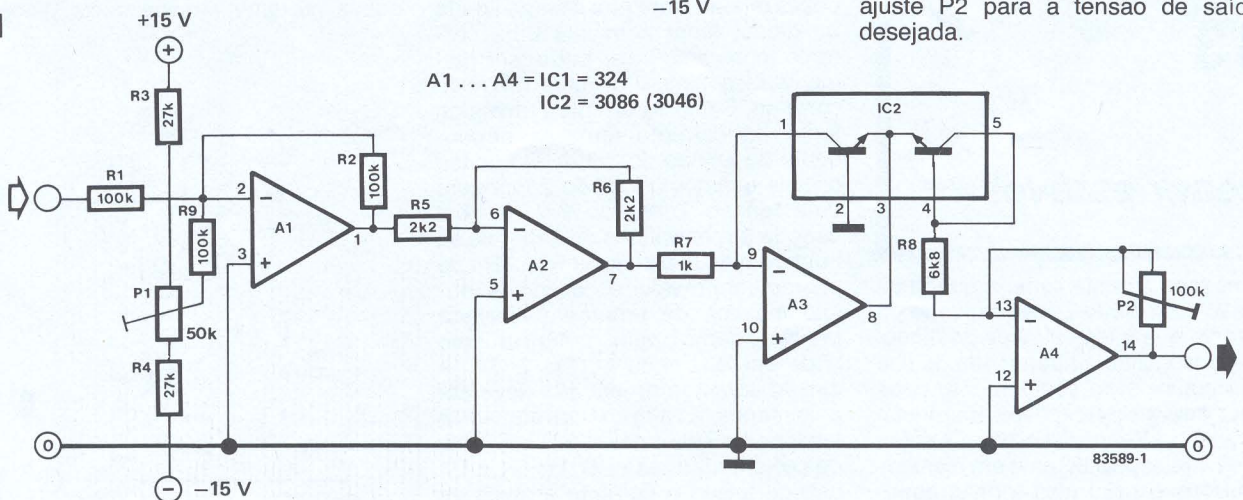 −15 V
ajuste P2 para a tensão de saíd
desejada.
+15 V
A1 . . . A4 = IC1 = 324
IC2 = 3086 (3046)
R3
27k
R1
100k
R9
100k
P1
50k
R4
27k
−15 V
2
3
A1
1
R2
100k
R5
2k2
6
5
A2
7
R6
2k2
R7
1k
IC2
1
2
3
4
5
9
10
A3
8
R8
6k8
13
12
A4
14
P2
100k
0
0
83589-1
+
−
−
+
−
+
−
+
−
+